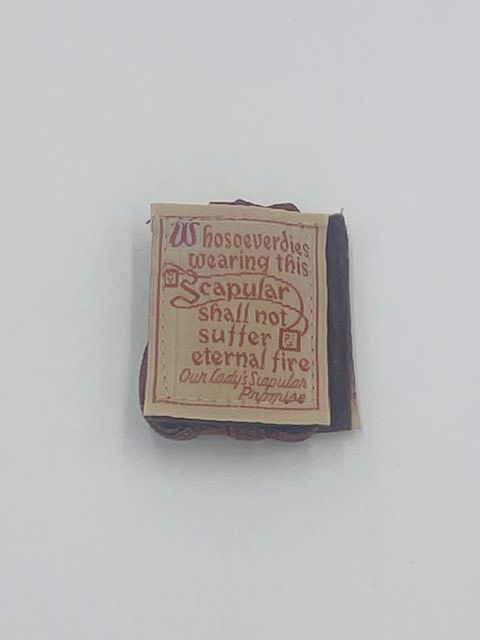 Whosoever dies
wearing this
Scapular
shall not
suffer
eternal fire
Our Lady's Scapular
Promise